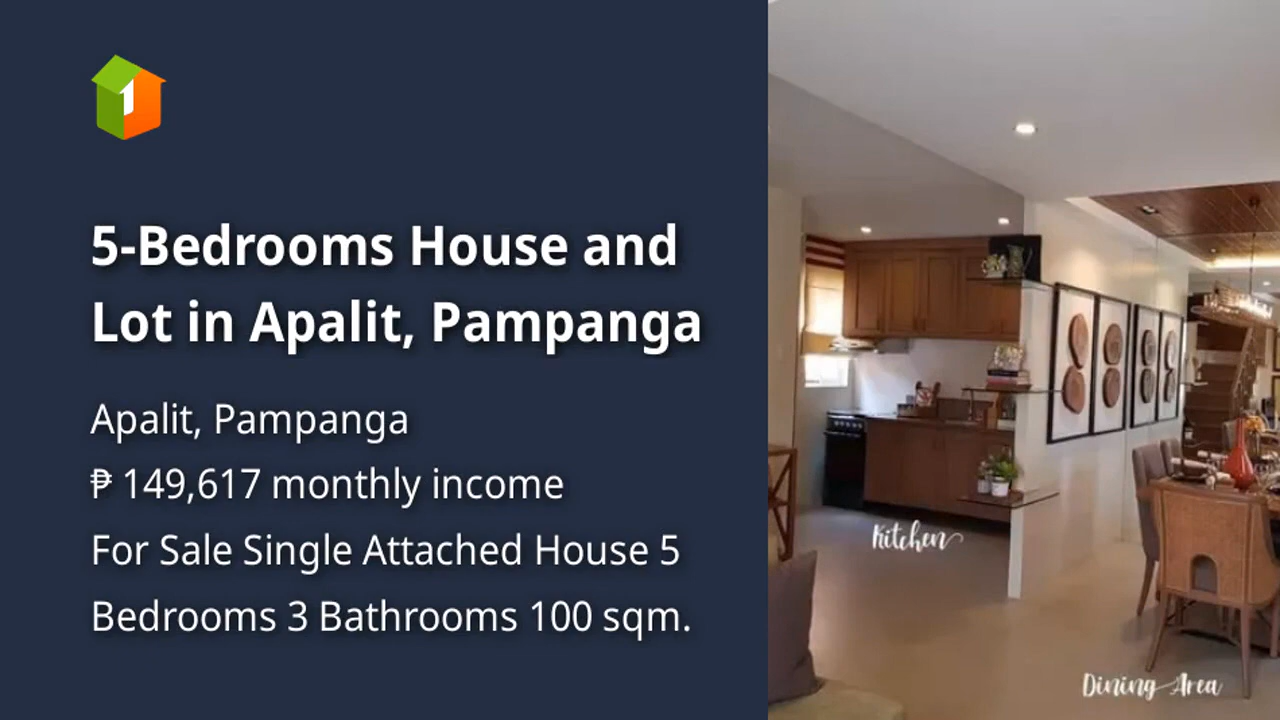 5-Bedrooms House and
Lot in Apalit, Pampanga
Apalit, Pampanga
₱ 149,617 monthly income
For Sale Single Attached House 5
Bedrooms 3 Bathrooms 100 sqm.
Kitchen
Dining Area